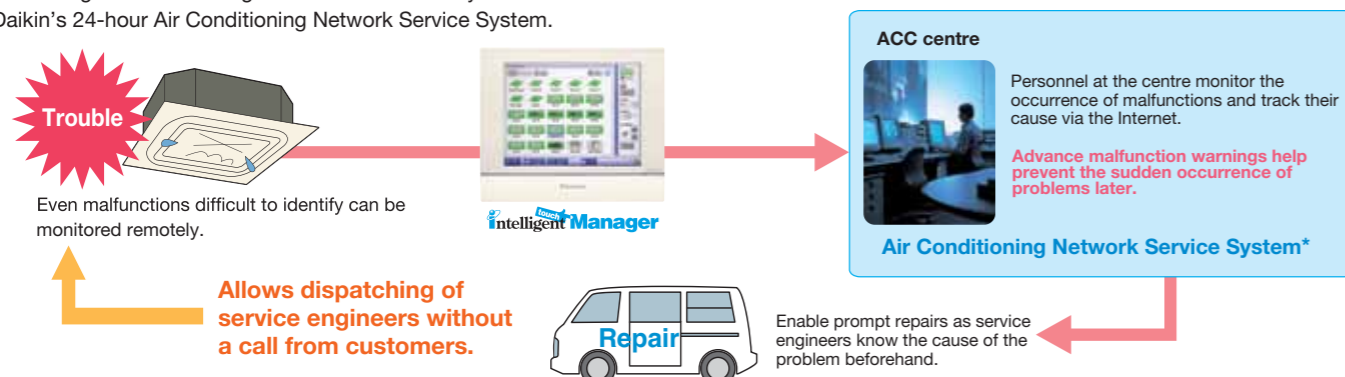 Daikin's 24-hour Air Conditioning Network Service System.
Trouble
Even malfunctions difficult to identify can be
monitored remotely.
intelligent touch Manager
ACC centre
Personnel at the centre monitor the
occurrence of malfunctions and track their
cause via the Internet.
Advance malfunction warnings help
prevent the sudden occurrence of
problems later.
Air Conditioning Network Service System*
Allows dispatching of
service engineers without
a call from customers.
Repair
Enable prompt repairs as service
engineers know the cause of the
problem beforehand.